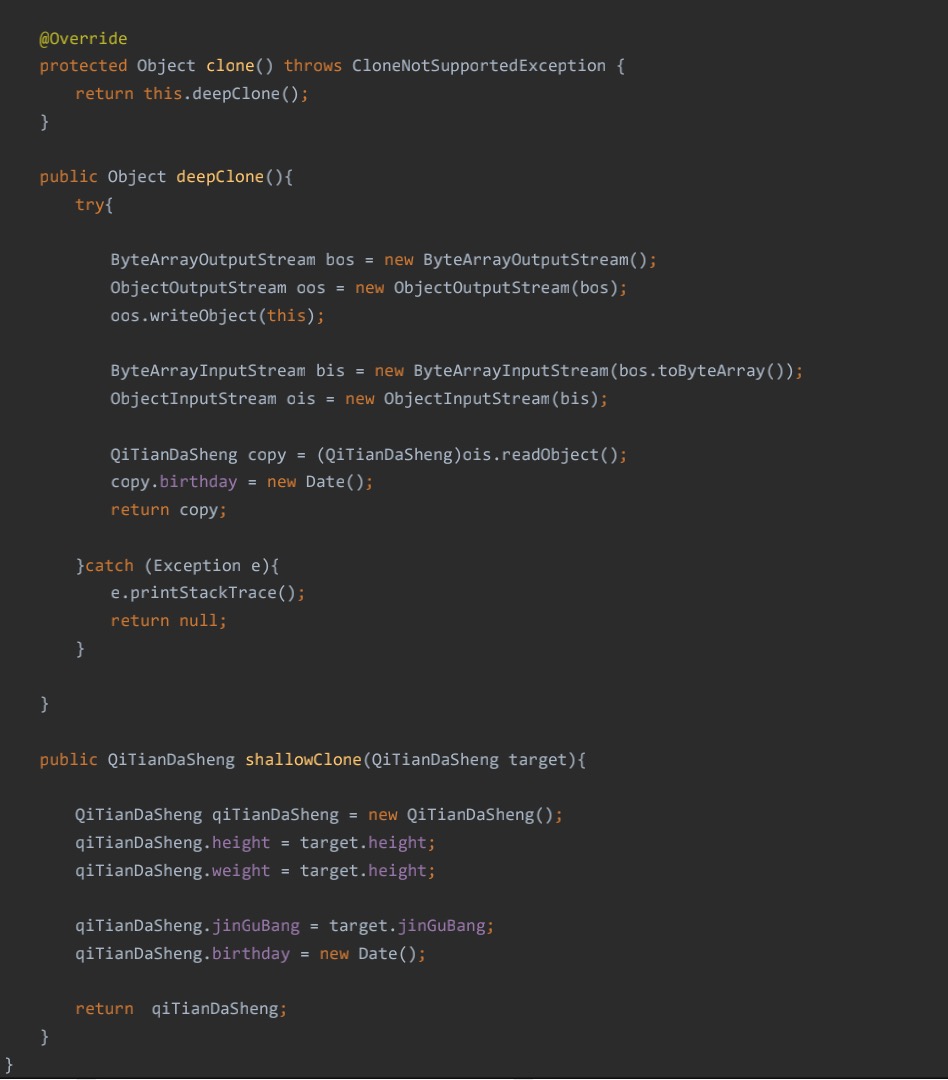 @Override
protected Object clone() throws CloneNotSupportedException {
return this.deepClone();
}
public Object deepClone(){
try{
ByteArrayOutputStream bos = new ByteArrayOutputStream();
ObjectOutputStream oos = new ObjectOutputStream(bos);
oos.writeObject(this);
ByteArrayInputStream bis = new ByteArrayInputStream(bos.toByteArray());
ObjectInputStream ois = new ObjectInputStream(bis);
QiTianDaSheng copy = (QiTianDaSheng)ois.readObject();
copy.birthday = new Date();
return copy;
}catch (Exception e){
e.printStackTrace();
return null;
}
}
public QiTianDaSheng shallowClone(QiTianDaSheng target){
QiTianDaSheng qiTianDaSheng = new QiTianDaSheng();
qiTianDaSheng.height = target.height;
qiTianDaSheng.weight = target.height;
qiTianDaSheng.jinGuBang = target.jinGuBang;
qiTianDaSheng.birthday = new Date();
return  qiTianDaSheng;
}
}